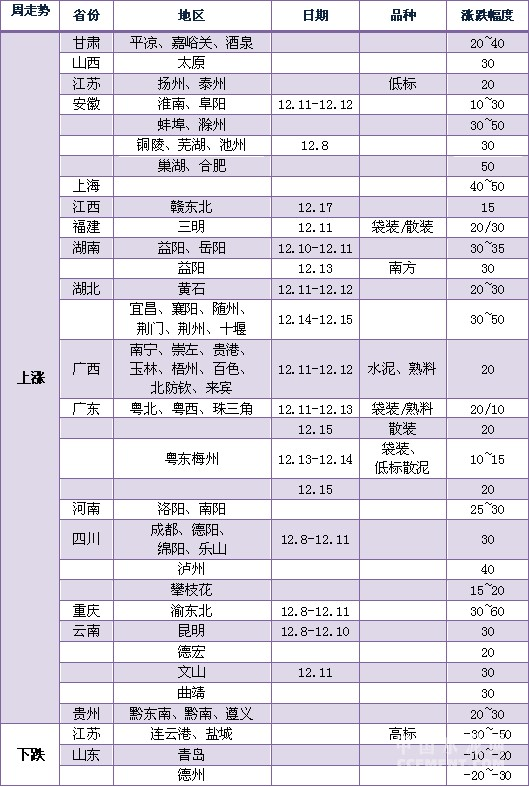 周走势 省份 地区 日期 品种 涨跌幅度
甘肃 平凉、嘉峪关、酒泉 20~40
山西 太原 30
江苏 扬州、泰州 低标 20
安徽 淮南、阜阳 12.11-12.12 10~30
蚌埠、滁州 30~50
铜陵、芜湖、池州 12.8 30
巢湖、合肥 50
上海 40~50
江西 赣东北 12.17 15
福建 三明 12.11 袋装/散装 20/30
湖南 益阳、岳阳 12.10-12.11 30~35
益阳 12.13 南方 30
湖北 黄石 12.11-12.12 20~30
宜昌、襄阳、随州、
荆门、荆州、十堰 12.14-12.15 30~50
上涨
广西 南宁、崇左、贵港、
玉林、梧州、百色、
北防钦、来宾 12.11-12.12 水泥、熟料 20
广东 粤北、粤西、珠三角 12.11-12.13 袋装/熟料 20/10
12.15 散装 20
粤东梅州 12.13-12.14 袋装、
低标散泥 10~15
12.15 20
河南 洛阳、南阳 25~30
四川 成都、德阳、
绵阳、乐山 12.8-12.11 30
泸州 40
攀枝花 15~20
重庆 渝东北 12.8-12.11 30~60
云南 昆明 12.8-12.10 30
德宏 20
文山 12.11 30
曲靖 30
贵州 黔东南、黔南、遵义 20~30
下跌
江苏 连云港、盐城 高标 -30~-50
山东 青岛 -10~-20
德州 -20~-30
中国水泥网
CCEMENT.COM